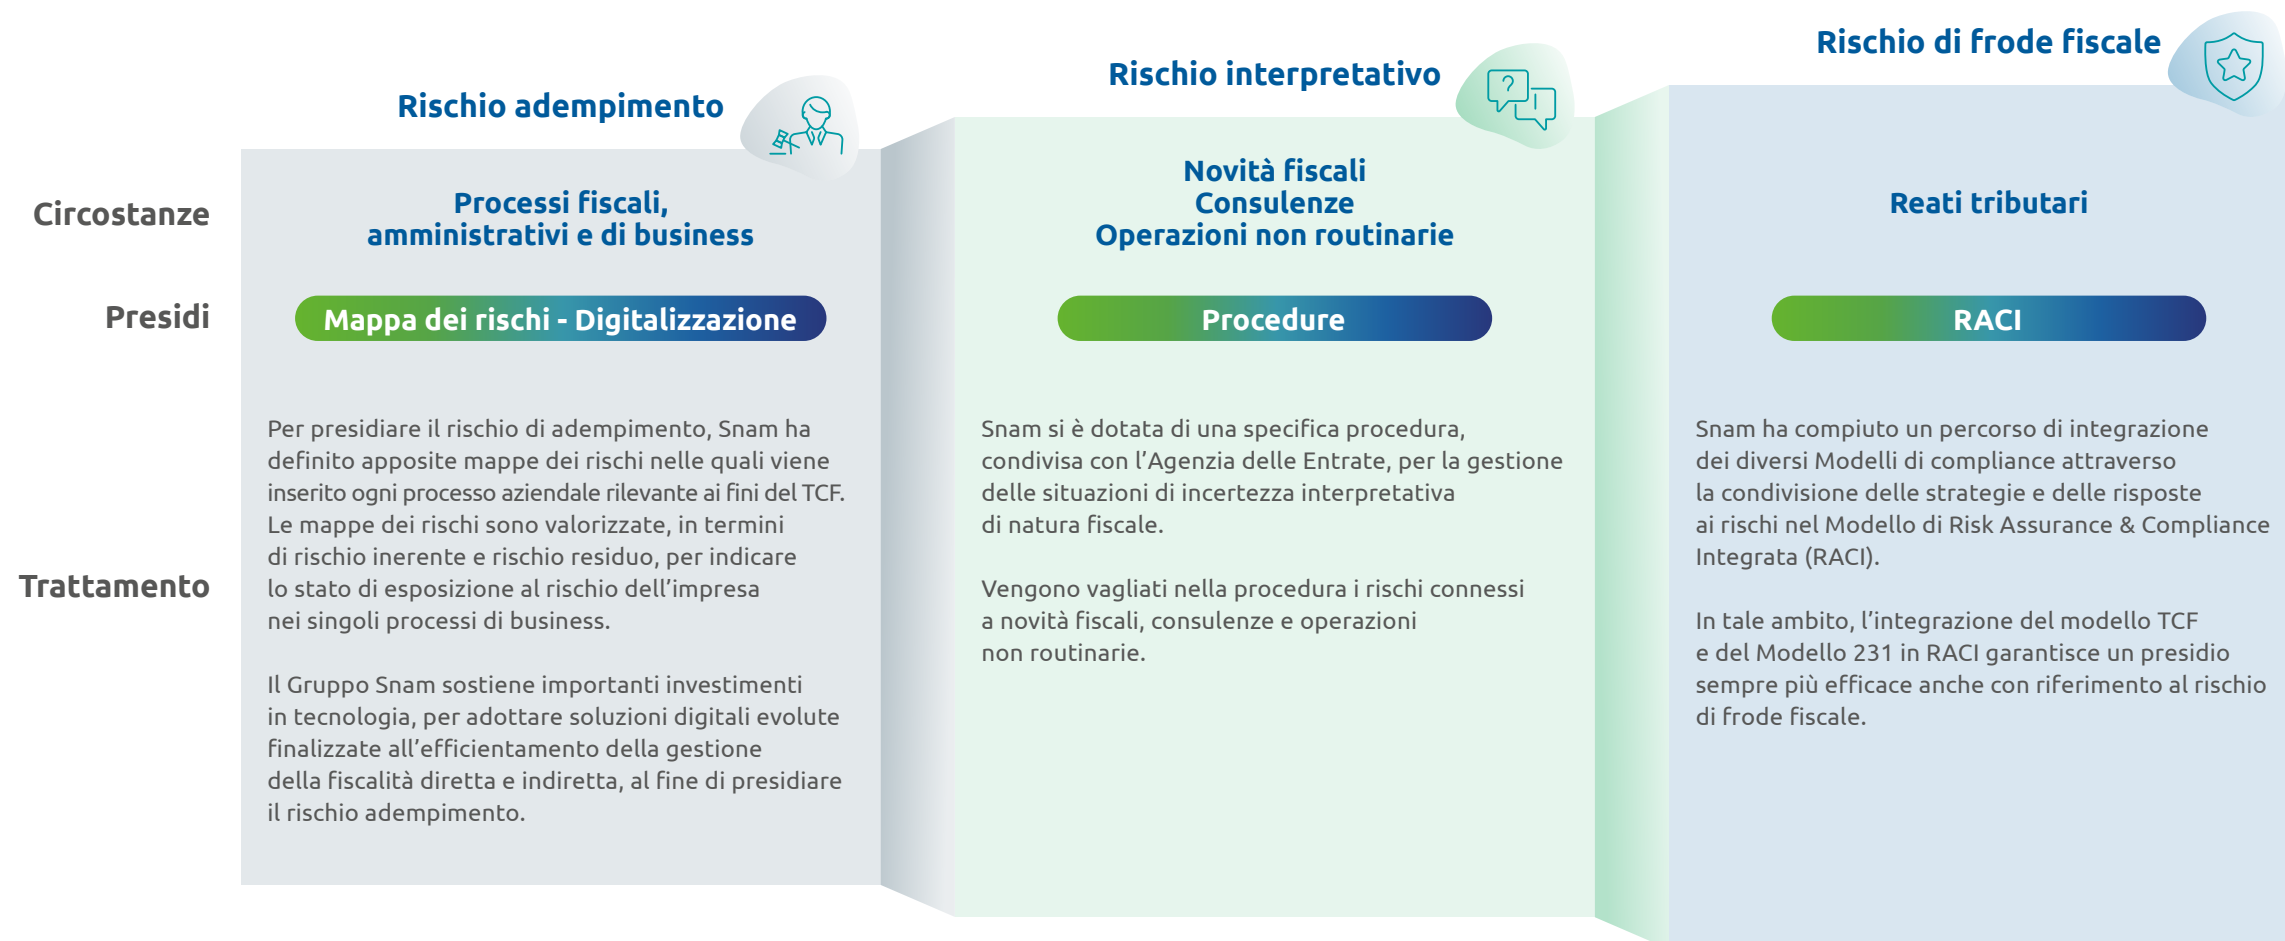 Rischio adempimento
Rischio interpretativo
Rischio di frode fiscale
Circostanze
Processi fiscali,
amministrativi e di business
Novità fiscali
Consulenze
Operazioni non routinarie
Reati tributari
Presidi
Mappa dei rischi - Digitalizzazione
Procedure
RACI
Trattamento
Per presidiare il rischio di adempimento, Snam ha
definito apposite mappe dei rischi nelle quali viene
inserito ogni processo aziendale rilevante ai fini del TCF.
Le mappe dei rischi sono valorizzate, in termini
di rischio inerente e rischio residuo, per indicare
lo stato di esposizione al rischio dell’impresa
nei singoli processi di business.
Il Gruppo Snam sostiene importanti investimenti
in tecnologia, per adottare soluzioni digitali evolute
finalizzate all’efficientamento della gestione
della fiscalità diretta e indiretta, al fine di presidiare
il rischio adempimento.
Snam si è dotata di una specifica procedura,
condivisa con l’Agenzia delle Entrate, per la gestione
delle situazioni di incertezza interpretativa
di natura fiscale.
Vengono vagliati nella procedura i rischi connessi
a novità fiscali, consulenze e operazioni
non routinarie.
Snam ha compiuto un percorso di integrazione
dei diversi Modelli di compliance attraverso
la condivisione delle strategie e delle risposte
ai rischi nel Modello di Risk Assurance & Compliance
Integrata (RACI).
In tale ambito, l’integrazione del modello TCF
e del Modello 231 in RACI garantisce un presidio
sempre più efficace anche con riferimento al rischio
di frode fiscale.